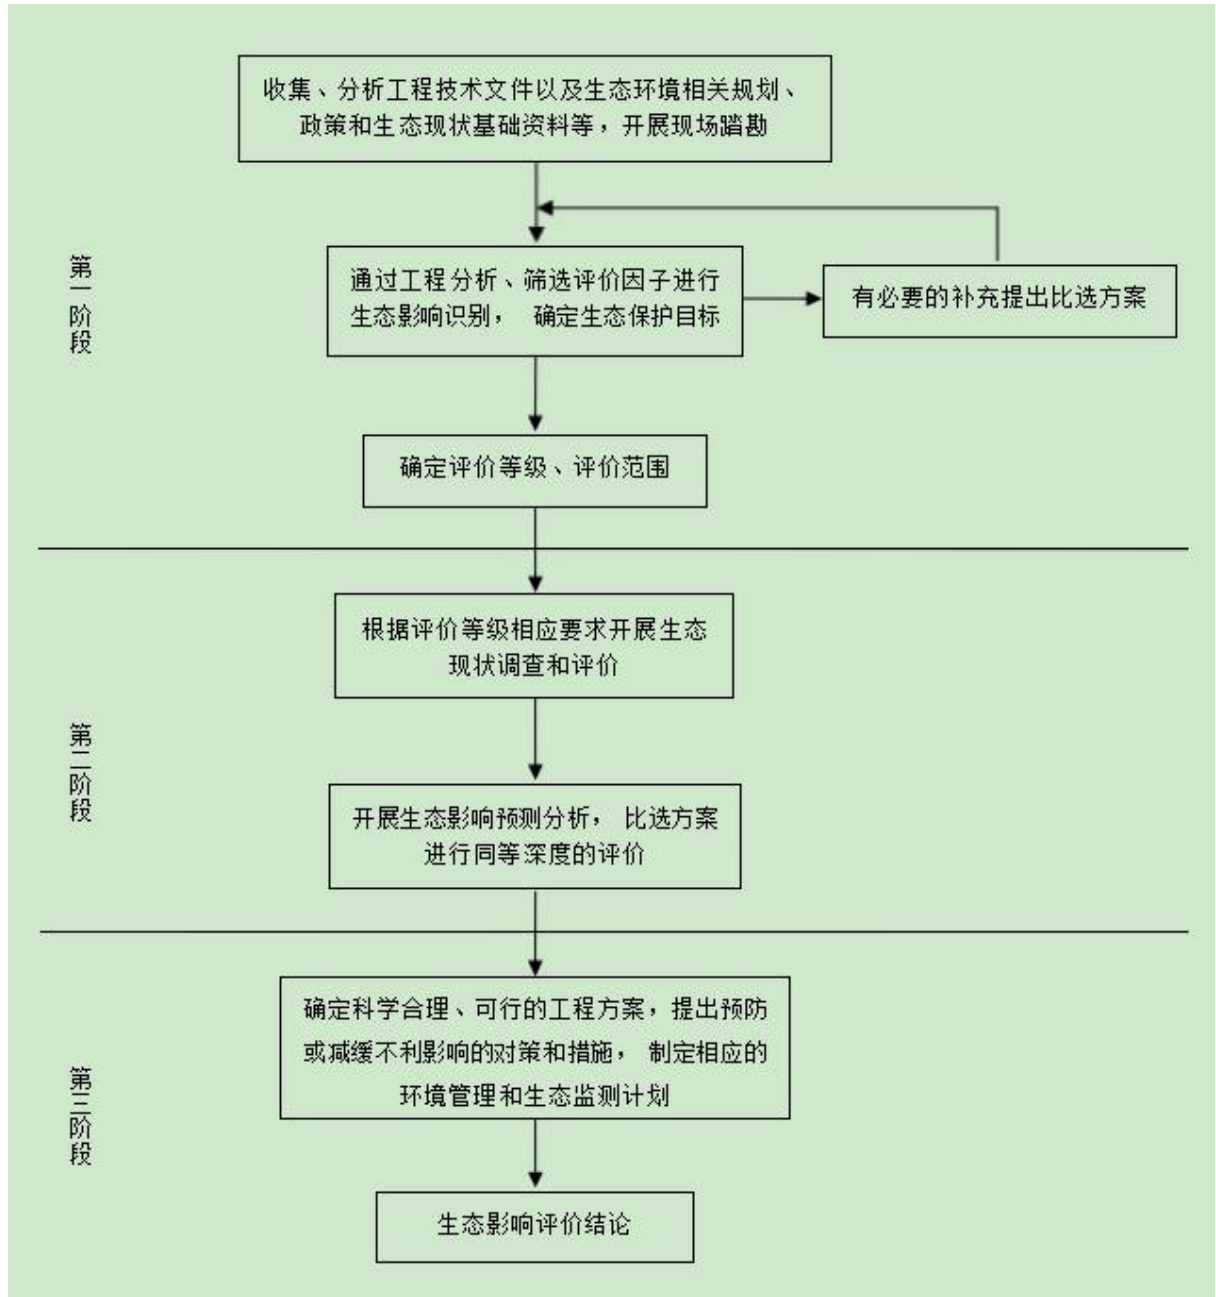 收集、分析工程技术文件以及生态环境相关规划、
政策和生态现状基础资料等，开展现场踏勘
第一阶段
通过工程分析、筛选评价因子进行
生态影响识别， 确定生态保护目标
有必要的补充提出比选方案
确定评价等级、评价范围
根据评价等级相应要求开展生态
现状调查和评价
第二阶段
开展生态影响预测分析， 比选方案
进行同等深度的评价
确定科学合理、可行的工程方案，提出预防
或减缓不利影响的对策和措施， 制定相应的
环境管理和生态监测计划
第三阶段
生态影响评价结论